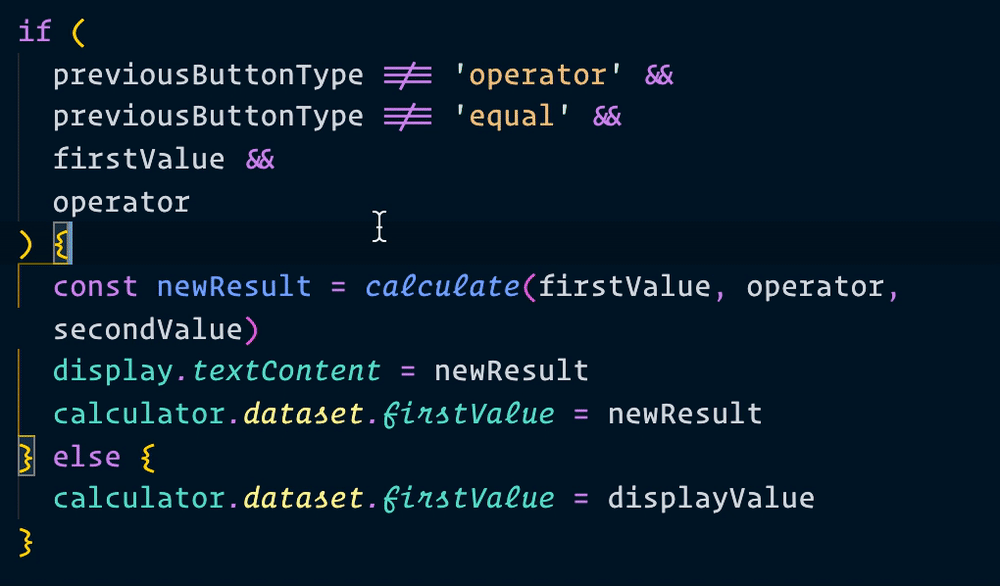 if (
previousButtonType !== 'operator' &&
previousButtonType !== 'equal' &&
firstValue &&
operator
) {
const newResult = calculate(firstValue, operator,
secondValue)
display.textContent = newResult
calculator.dataset.firstValue = newResult
} else {
calculator.dataset.firstValue = displayValue
}